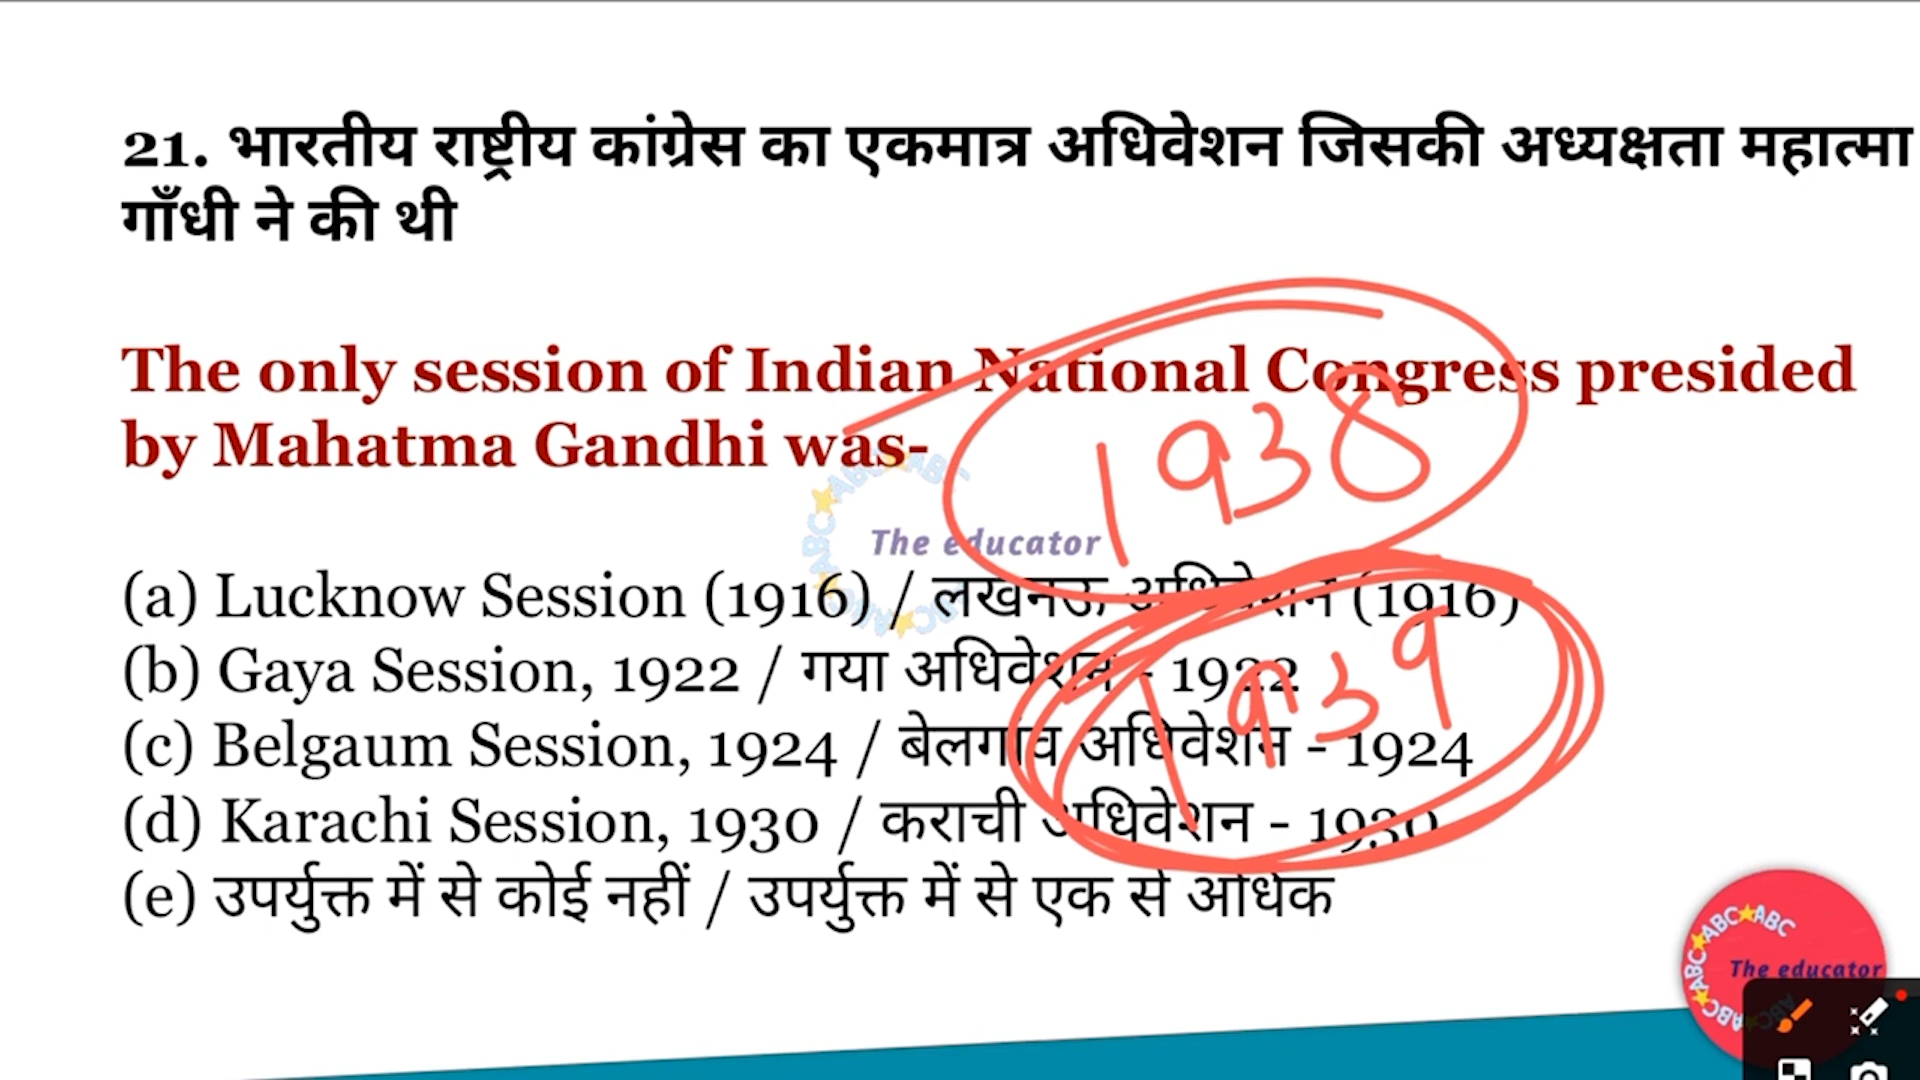 21. भारतीय राष्ट्रीय कांग्रेस का एकमात्र अधिवेशन जिसकी अध्यक्षता महात्मा
गाँधी ने की थी
The only session of Indian National Congress presided
by Mahatma Gandhi was-
1938
The educator
(a) Lucknow Session (1916) / लखनऊ अधिवेशन (1916)
(b) Gaya Session, 1922 / गया अधिवेशन - 1922
1939
(c) Belgaum Session, 1924 / बेलगाव अधिवेशन - 1924
(d) Karachi Session, 1930 / कराची अधिवेशन - 1930
(e) उपर्युक्त में से कोई नहीं / उपर्युक्त में से एक से अधिक
ABC★ABC★ABC
The educator